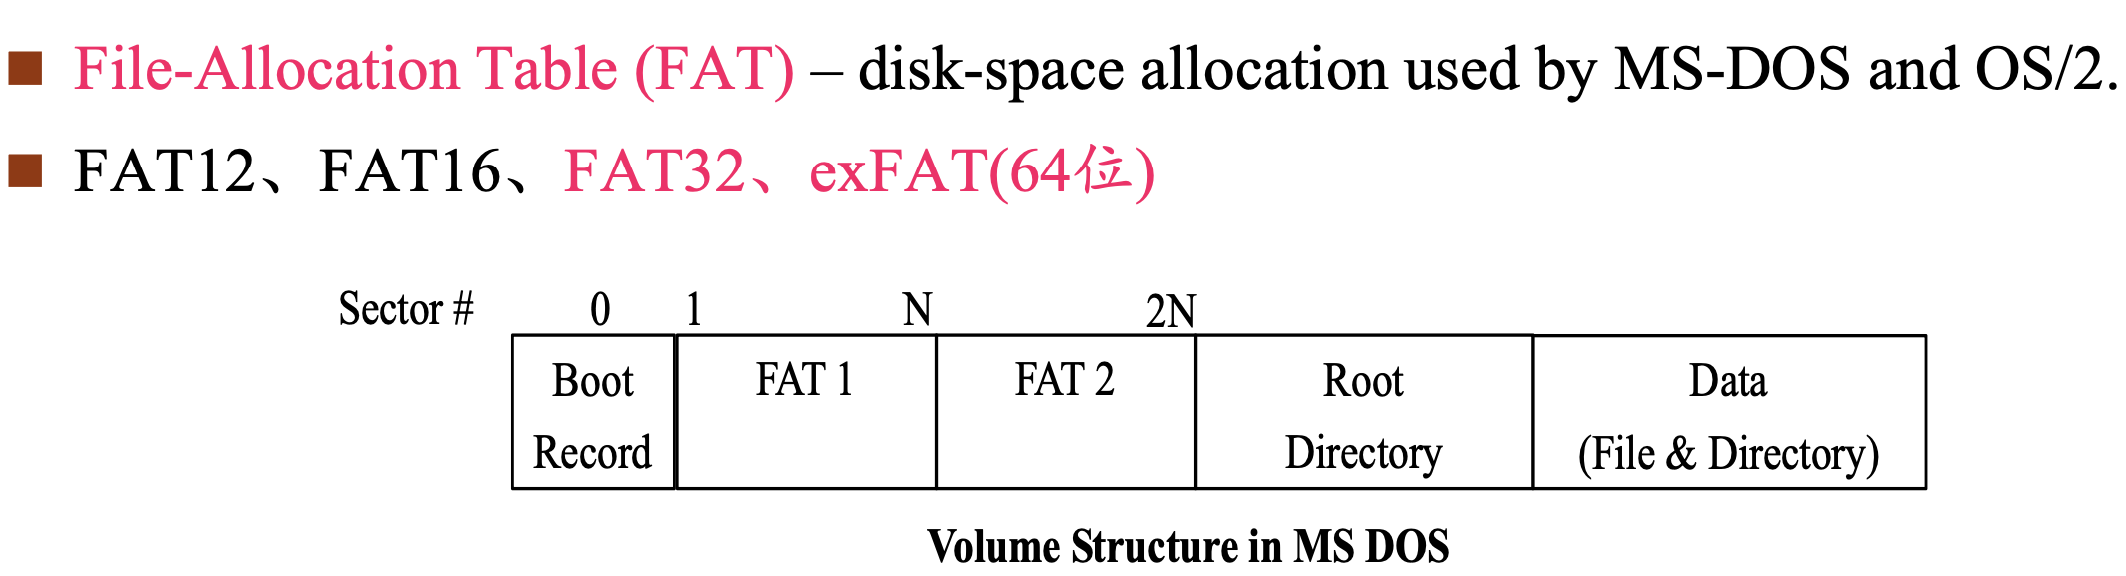 File-Allocation Table (FAT) – disk-space allocation used by MS-DOS and OS/2.
FAT12、FAT16、FAT32、exFAT(64位)
Sector # 0 1 N 2N
Boot Record
FAT 1
FAT 2
Root Directory
Data (File & Directory)
Volume Structure in MS DOS